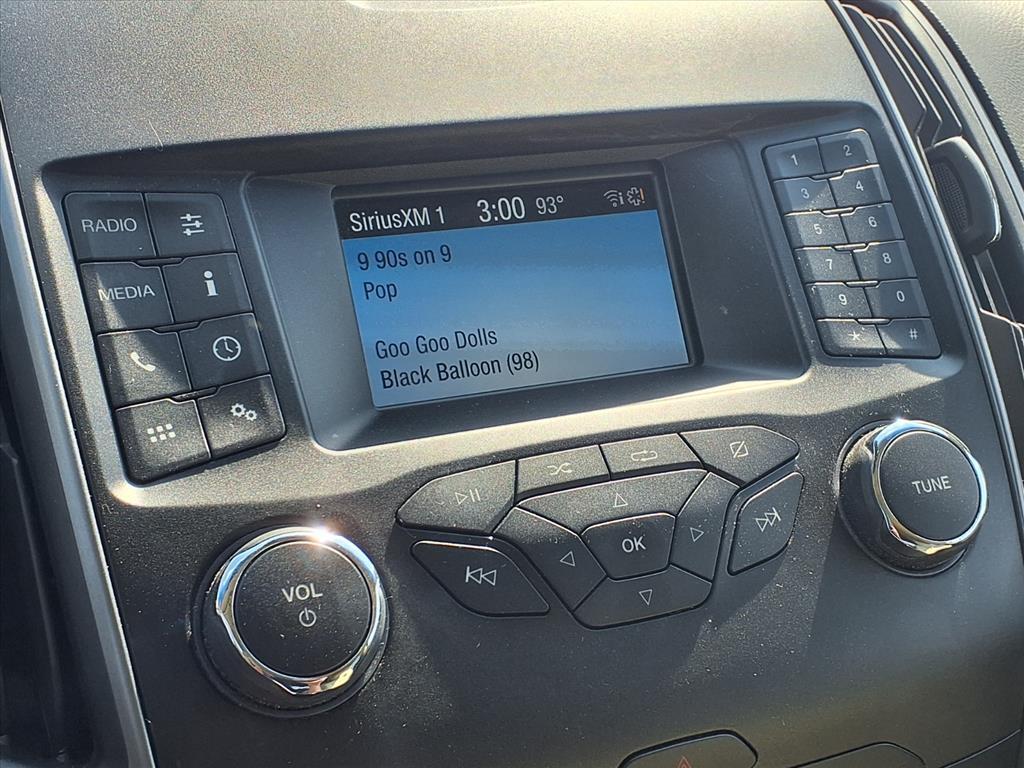 RADIO
MEDIA
i
SiriusXM 1 3:00 93°
9 90s on 9
Pop
Goo Goo Dolls
Black Balloon (98)
1 2
3 4
5 6
7 8
9 0
* #
VOL
OK
TUNE